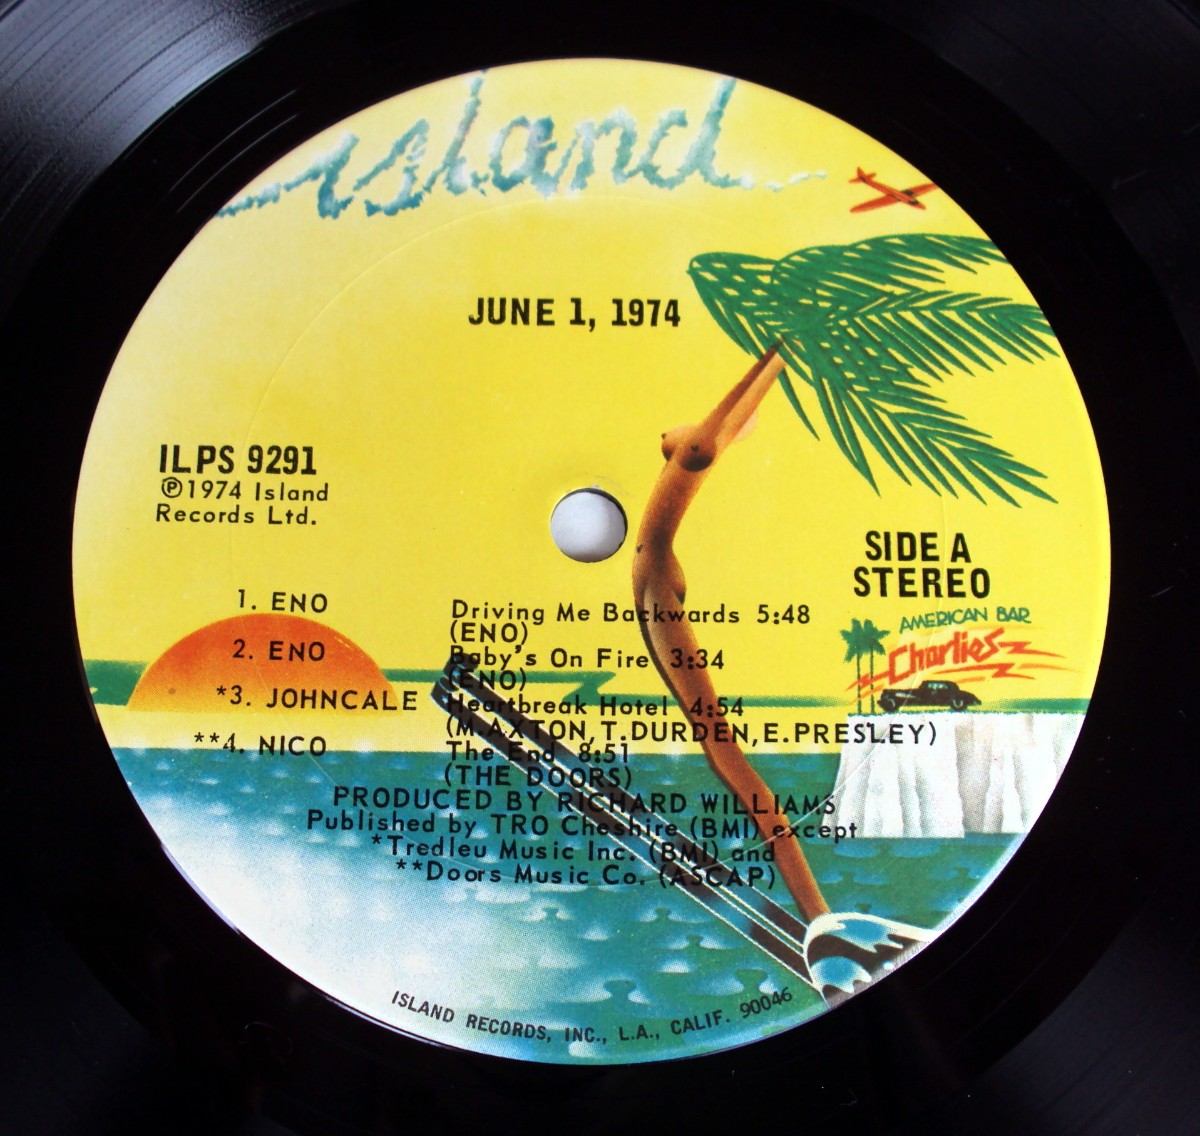 island
JUNE 1, 1974
ILPS 9291
℗1974 Island
Records Ltd.
SIDE A
STEREO
AMERICAN BAR
Charlies
1. ENO Driving Me Backwards 5:48
(ENO)
2. ENO Baby's On Fire 3:34
(ENO)
*3. JOHNCALE Heartbreak Hotel 4:54
(M.AXTON,T.DURDEN,E.PRESLEY)
**4. NICO The End 8:51
(THE DOORS)
PRODUCED BY RICHARD WILLIAMS
Published by TRO Cheshire (BMI) except
*Tredleu Music Inc. (BMI) and
**Doors Music Co. (ASCAP)
ISLAND RECORDS, INC., L.A., CALIF. 90046